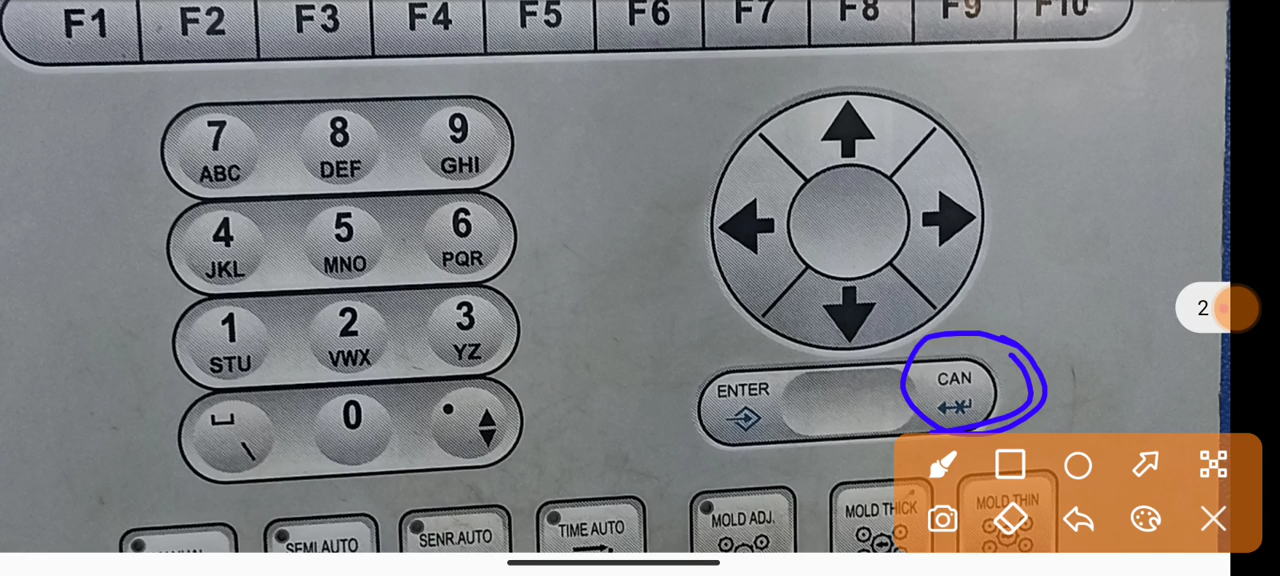 F1 F2 F3 F4 F5 F6 F7 F8 F9 F10
7 8 9
ABC DEF GHI
4 5 6
JKL MNO PQR
1 2 3
STU VWX YZ
0
ENTER CAN
2
SEMI.AUTO SENR.AUTO TIME AUTO MOLD ADJ. MOLD THICK MOLD THIN